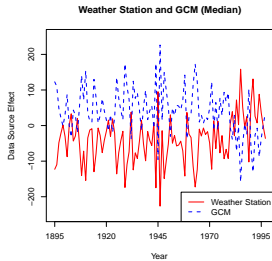 Weather Station and GCM (Median)
200
100
0
−100
−200
Data Source Effect
1895
1920
1945
1970
1995
Year
Weather Station
GCM